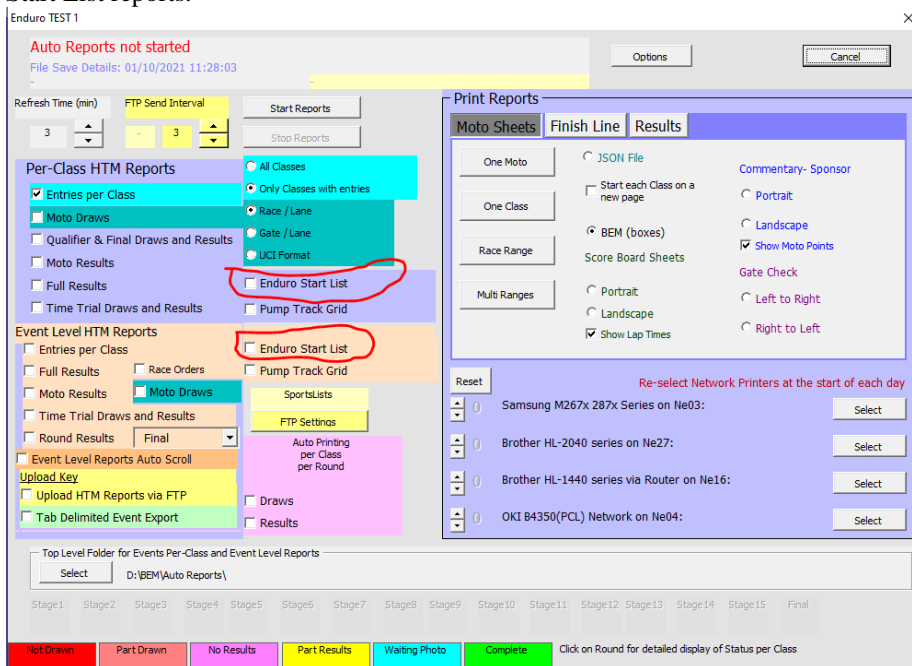 Start List reports.
Enduro TEST 1
Auto Reports not started
File Save Details: 01/10/2021 11:28:03
-
-
Options
Cancel
Refresh Time (min)
FTP Send Interval
3
-
3
Start Reports
Stop Reports
Per-Class HTM Reports
Entries per Class
Moto Draws
Qualifier & Final Draws and Results
Moto Results
Full Results
Time Trial Draws and Results
All Classes
Only Classes with entries
Race / Lane
Gate / Lane
UCI Format
Enduro Start List
Pump Track Grid
Event Level HTM Reports
Entries per Class
Full Results
Race Orders
Moto Results
Moto Draws
Time Trial Draws and Results
Round Results
Final
Event Level Reports Auto Scroll
Upload Key
Upload HTM Reports via FTP
Tab Delimited Event Export
Enduro Start List
Pump Track Grid
SportsLists
FTP Settings
Auto Printing
per Class
per Round
Draws
Results
Print Reports
Moto Sheets
Finish Line
Results
One Moto
One Class
Race Range
Multi Ranges
JSON File
Start each Class on a
new page
BEM (boxes)
Score Board Sheets
Portrait
Landscape
Show Lap Times
Commentary- Sponsor
Portrait
Landscape
Show Moto Points
Gate Check
Left to Right
Right to Left
Reset
Re-select Network Printers at the start of each day
0 Samsung M267x 287x Series on Ne03: Select
0 Brother HL-2040 series on Ne27: Select
0 Brother HL-1440 series via Router on Ne16: Select
0 OKI B4350(PCL) Network on Ne04: Select
Top Level Folder for Events Per-Class and Event Level Reports
Select
D:\BEM\Auto Reports\
Stage1 Stage2 Stage3 Stage4 Stage5 Stage6 Stage7 Stage8 Stage9 Stage10 Stage11 Stage12 Stage13 Stage14 Stage15 Final
Not Drawn Part Drawn No Results Part Results Waiting Photo Complete Click on Round for detailed display of Status per Class